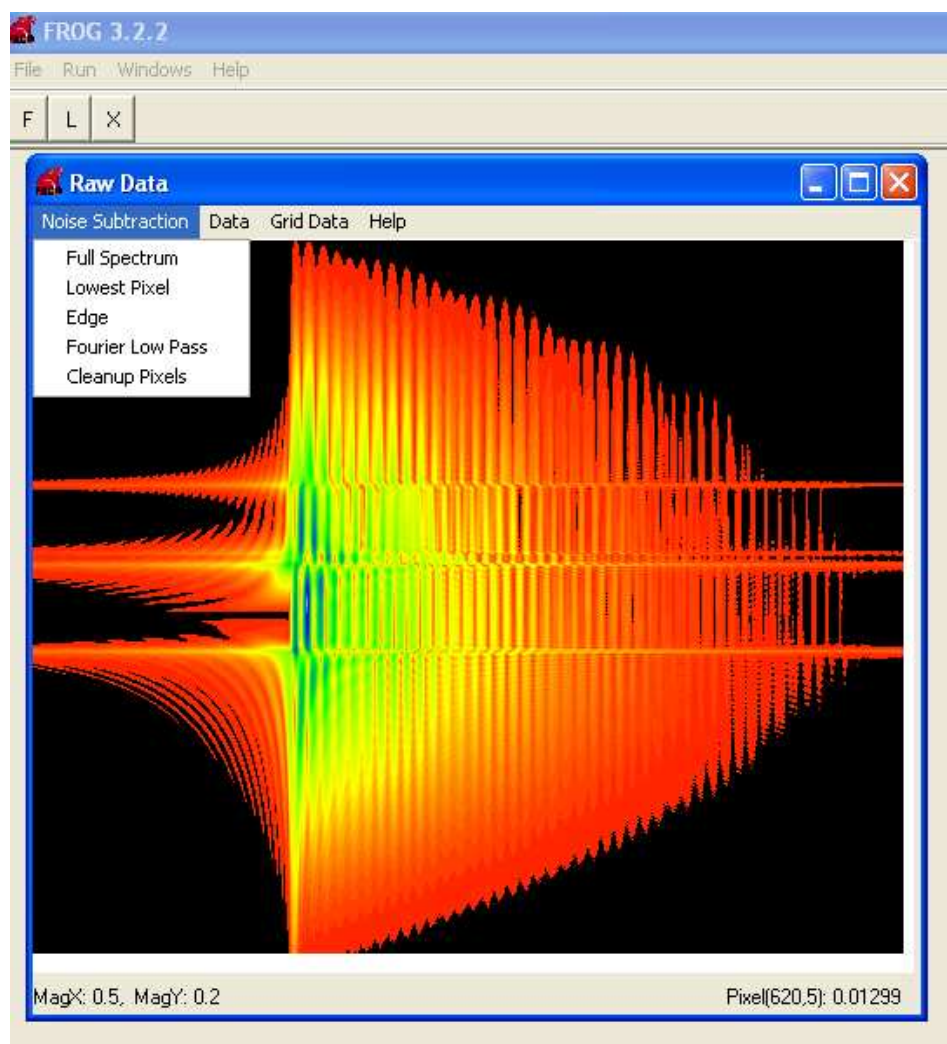 FROG 3.2.2
File Run Windows Help
F L X
Raw Data
Noise Subtraction Data Grid Data Help
Full Spectrum
Lowest Pixel
Edge
Fourier Low Pass
Cleanup Pixels
MagX: 0.5, MagY: 0.2 Pixel(620,5): 0.01299